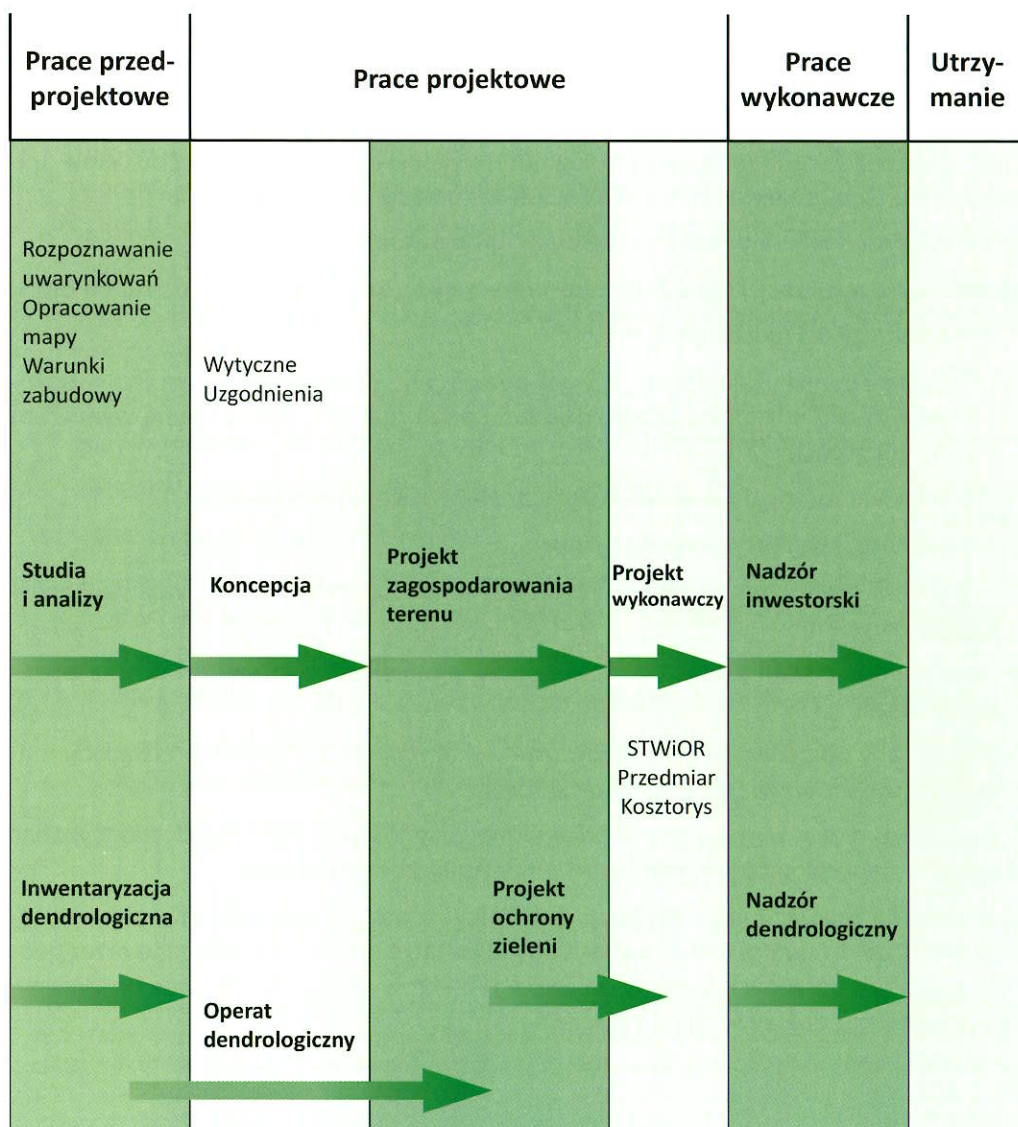 Prace przed-
projektowe
Prace projektowe
Prace
wykonawcze
Utrzy-
manie
Rozpoznawanie
uwarynkowań
Opracowanie
mapy
Warunki
zabudowy
Wytyczne
Uzgodnienia
Studia
i analizy
Koncepcja
Projekt
zagospodarowania
terenu
Projekt
wykonawczy
Nadzór
inwestorski
STWiOR
Przedmiar
Kosztorys
Inwentaryzacja
dendrologiczna
Operat
dendrologiczny
Projekt
ochrony
zieleni
Nadzór
dendrologiczny